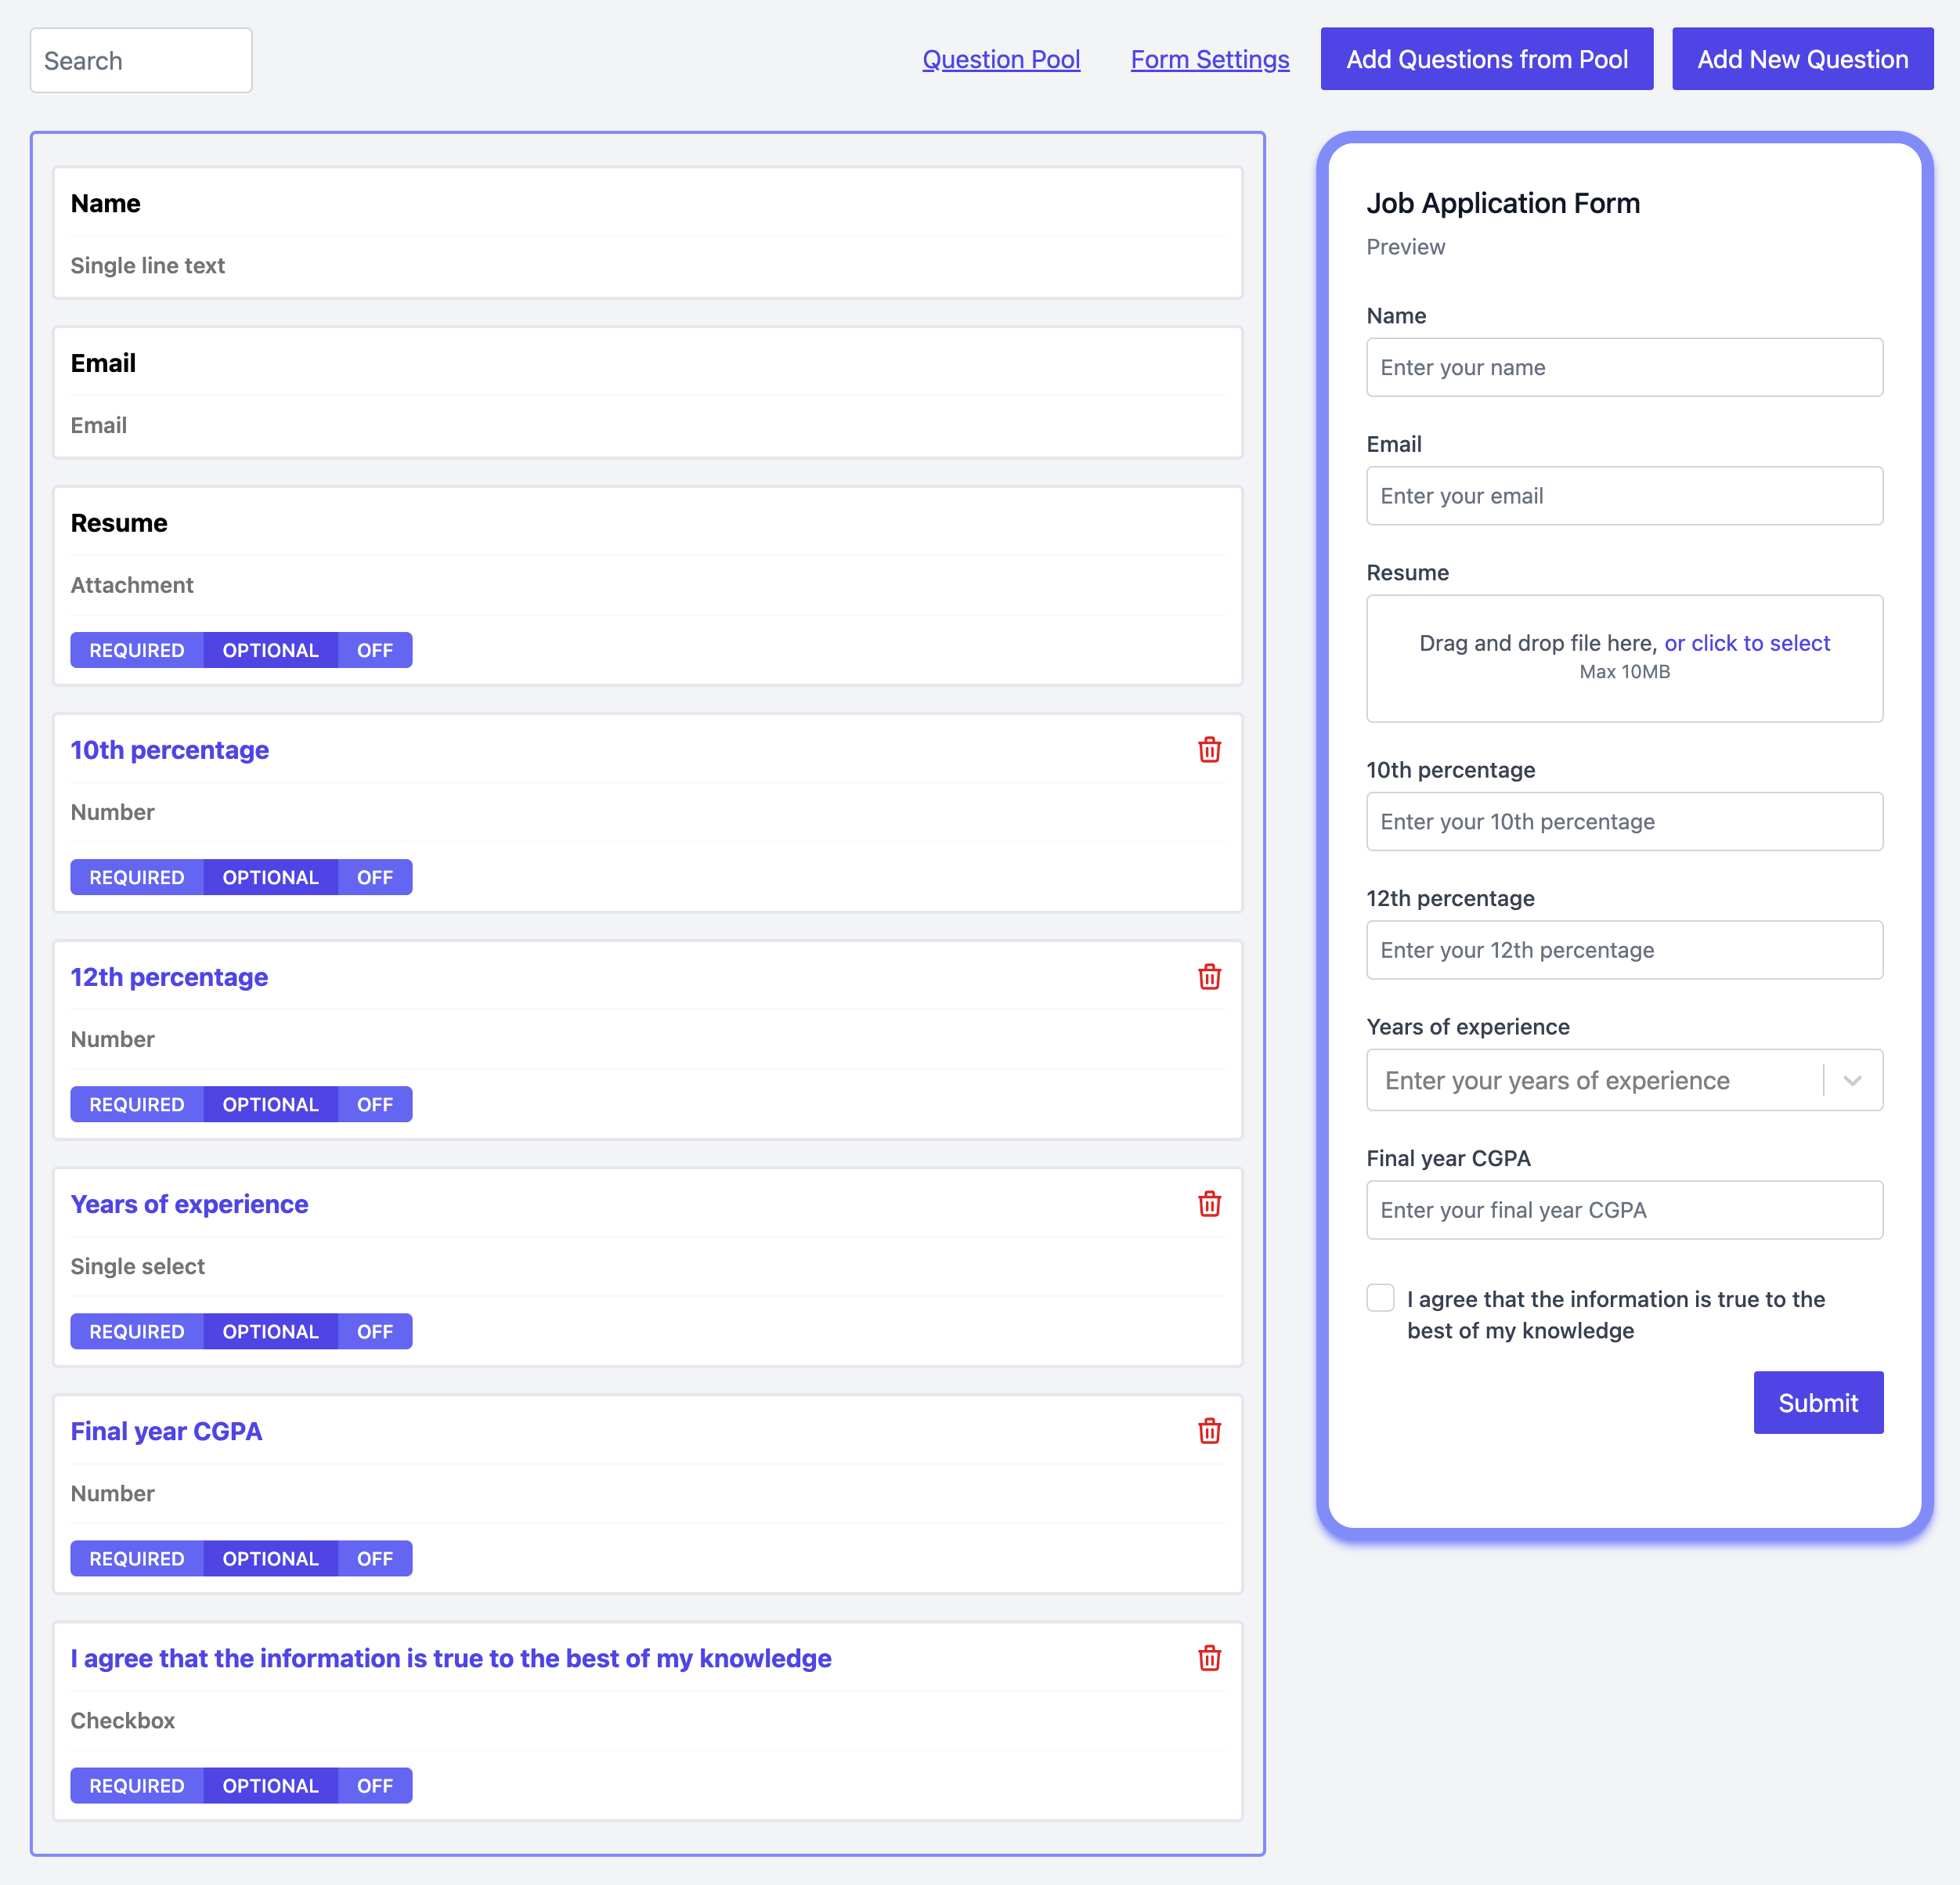 Search
Question Pool
Form Settings
Add Questions from Pool
Add New Question
Name
Single line text
Email
Email
Resume
Attachment
REQUIRED OPTIONAL OFF
10th percentage
Number
REQUIRED OPTIONAL OFF
12th percentage
Number
REQUIRED OPTIONAL OFF
Years of experience
Single select
REQUIRED OPTIONAL OFF
Final year CGPA
Number
REQUIRED OPTIONAL OFF
I agree that the information is true to the best of my knowledge
Checkbox
REQUIRED OPTIONAL OFF
Job Application Form
Preview
Name
Enter your name
Email
Enter your email
Resume
Drag and drop file here, or click to select
Max 10MB
10th percentage
Enter your 10th percentage
12th percentage
Enter your 12th percentage
Years of experience
Enter your years of experience
Final year CGPA
Enter your final year CGPA
I agree that the information is true to the
best of my knowledge
Submit